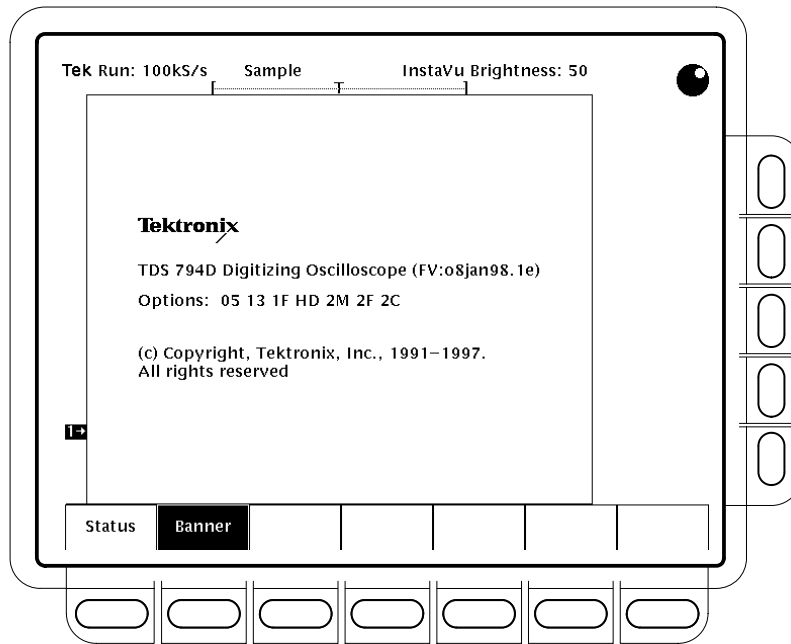 Tek Run: 100kS/s Sample InstaVu Brightness: 50
T
Tektronix
TDS 794D Digitizing Oscilloscope (FV:o8jan98.1e)
Options: 05 13 1F HD 2M 2F 2C
(c) Copyright, Tektronix, Inc., 1991–1997.
All rights reserved
1→
Status Banner